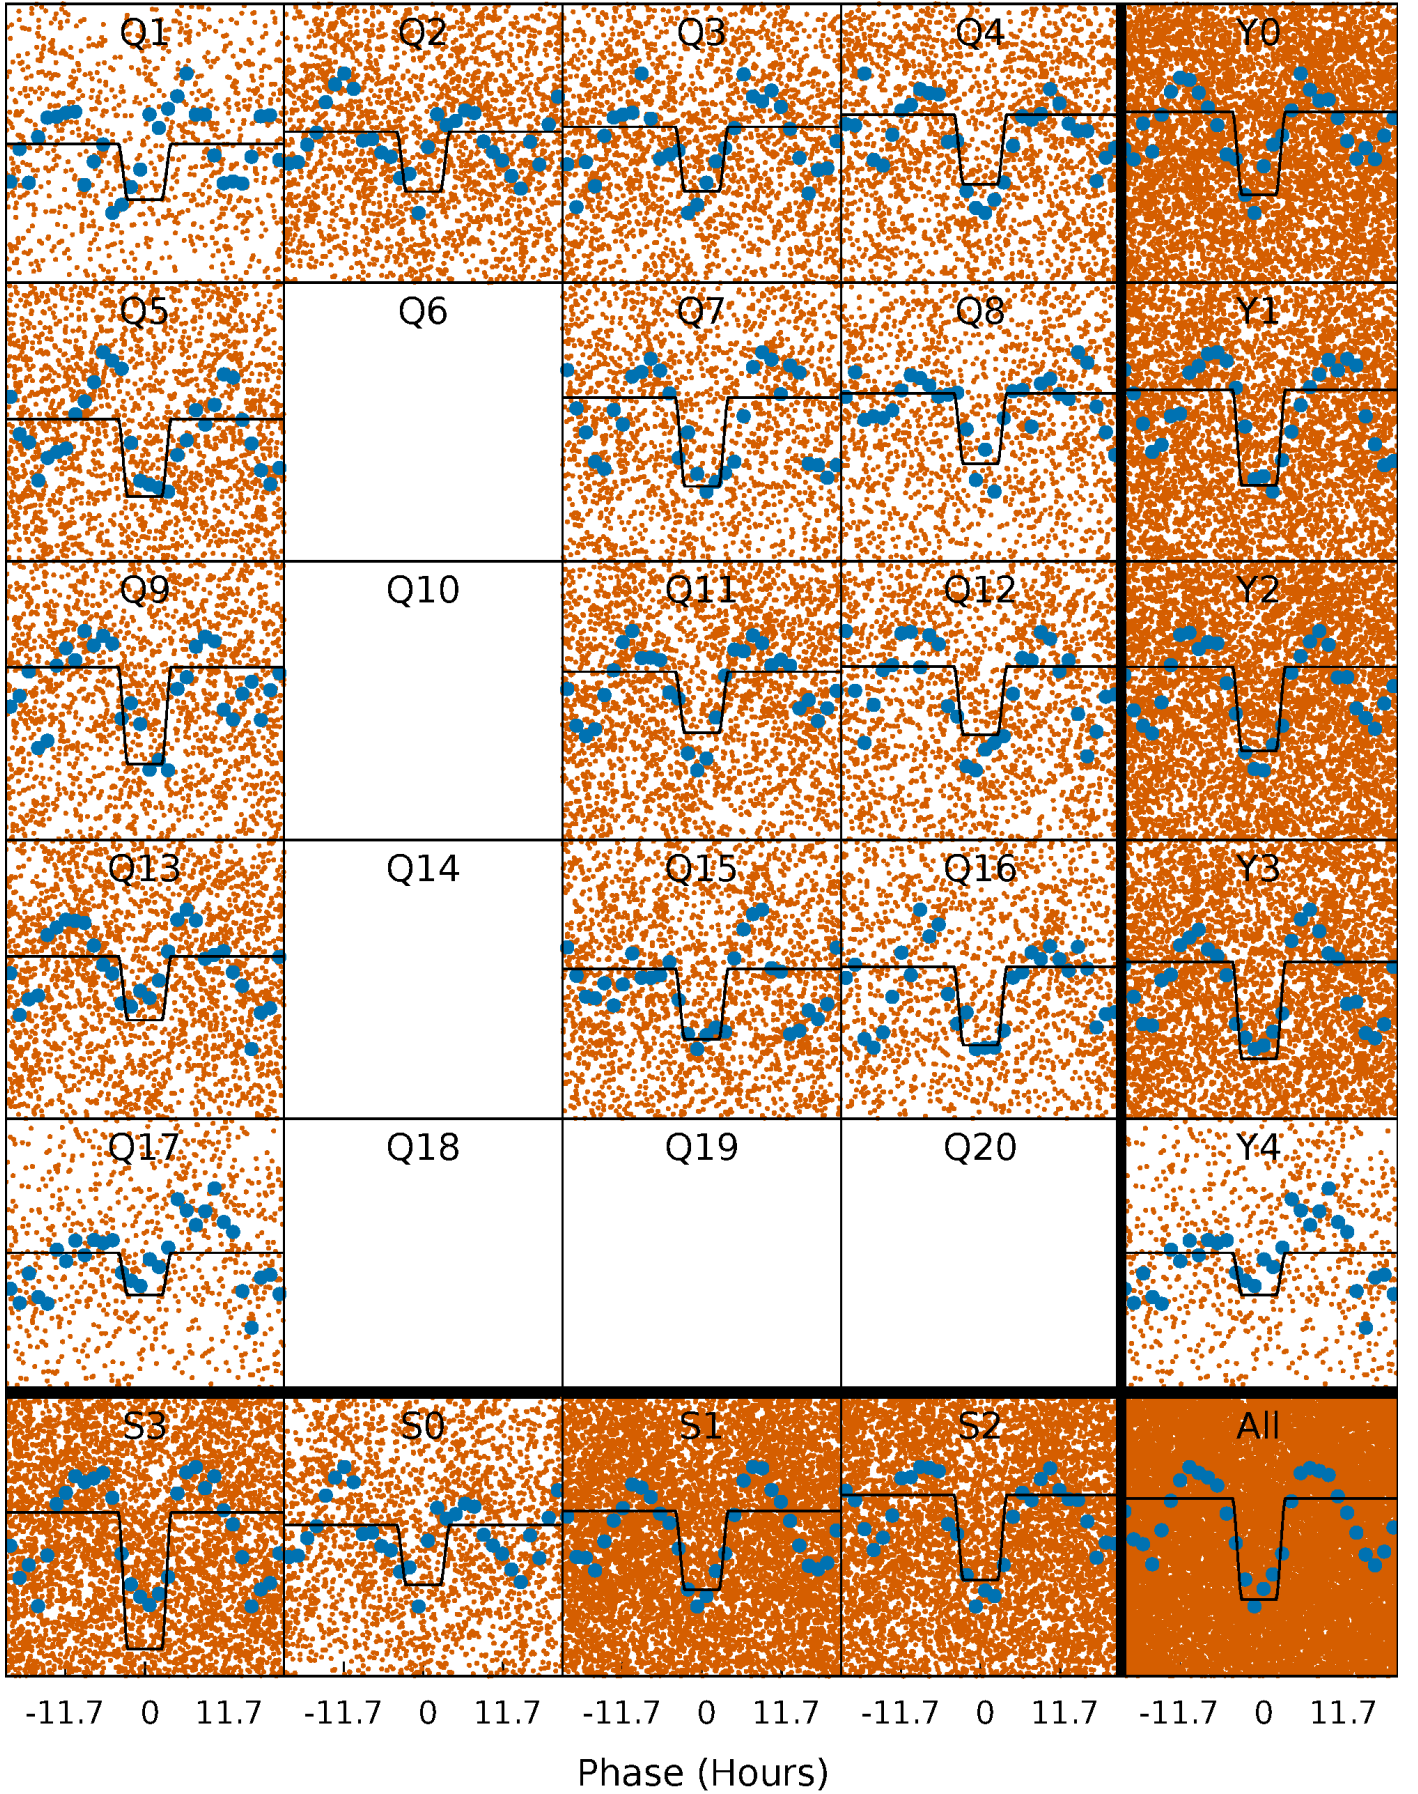 Q1 Q2 Q3 Q4 Y0
Q5 Q6 Q7 Q8 Y1
Q9 Q10 Q11 Q12 Y2
Q13 Q14 Q15 Q16 Y3
Q17 Q18 Q19 Q20 Y4
S3 S0 S1 S2 All
-11.7 0 11.7 -11.7 0 11.7 -11.7 0 11.7 -11.7 0 11.7 -11.7 0 11.7
Phase (Hours)